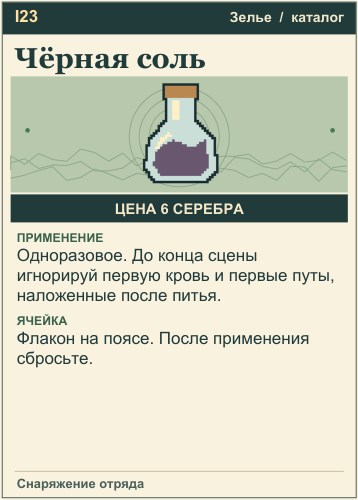 I23
Зелье / каталог
Чёрная соль
ЦЕНА 6 СЕРЕБРА
ПРИМЕНЕНИЕ
Одноразовое. До конца сцены
игнорируй первую кровь и первые путы,
наложенные после питья.
ЯЧЕЙКА
Флакон на поясе. После применения
сбросьте.
Снаряжение отряда